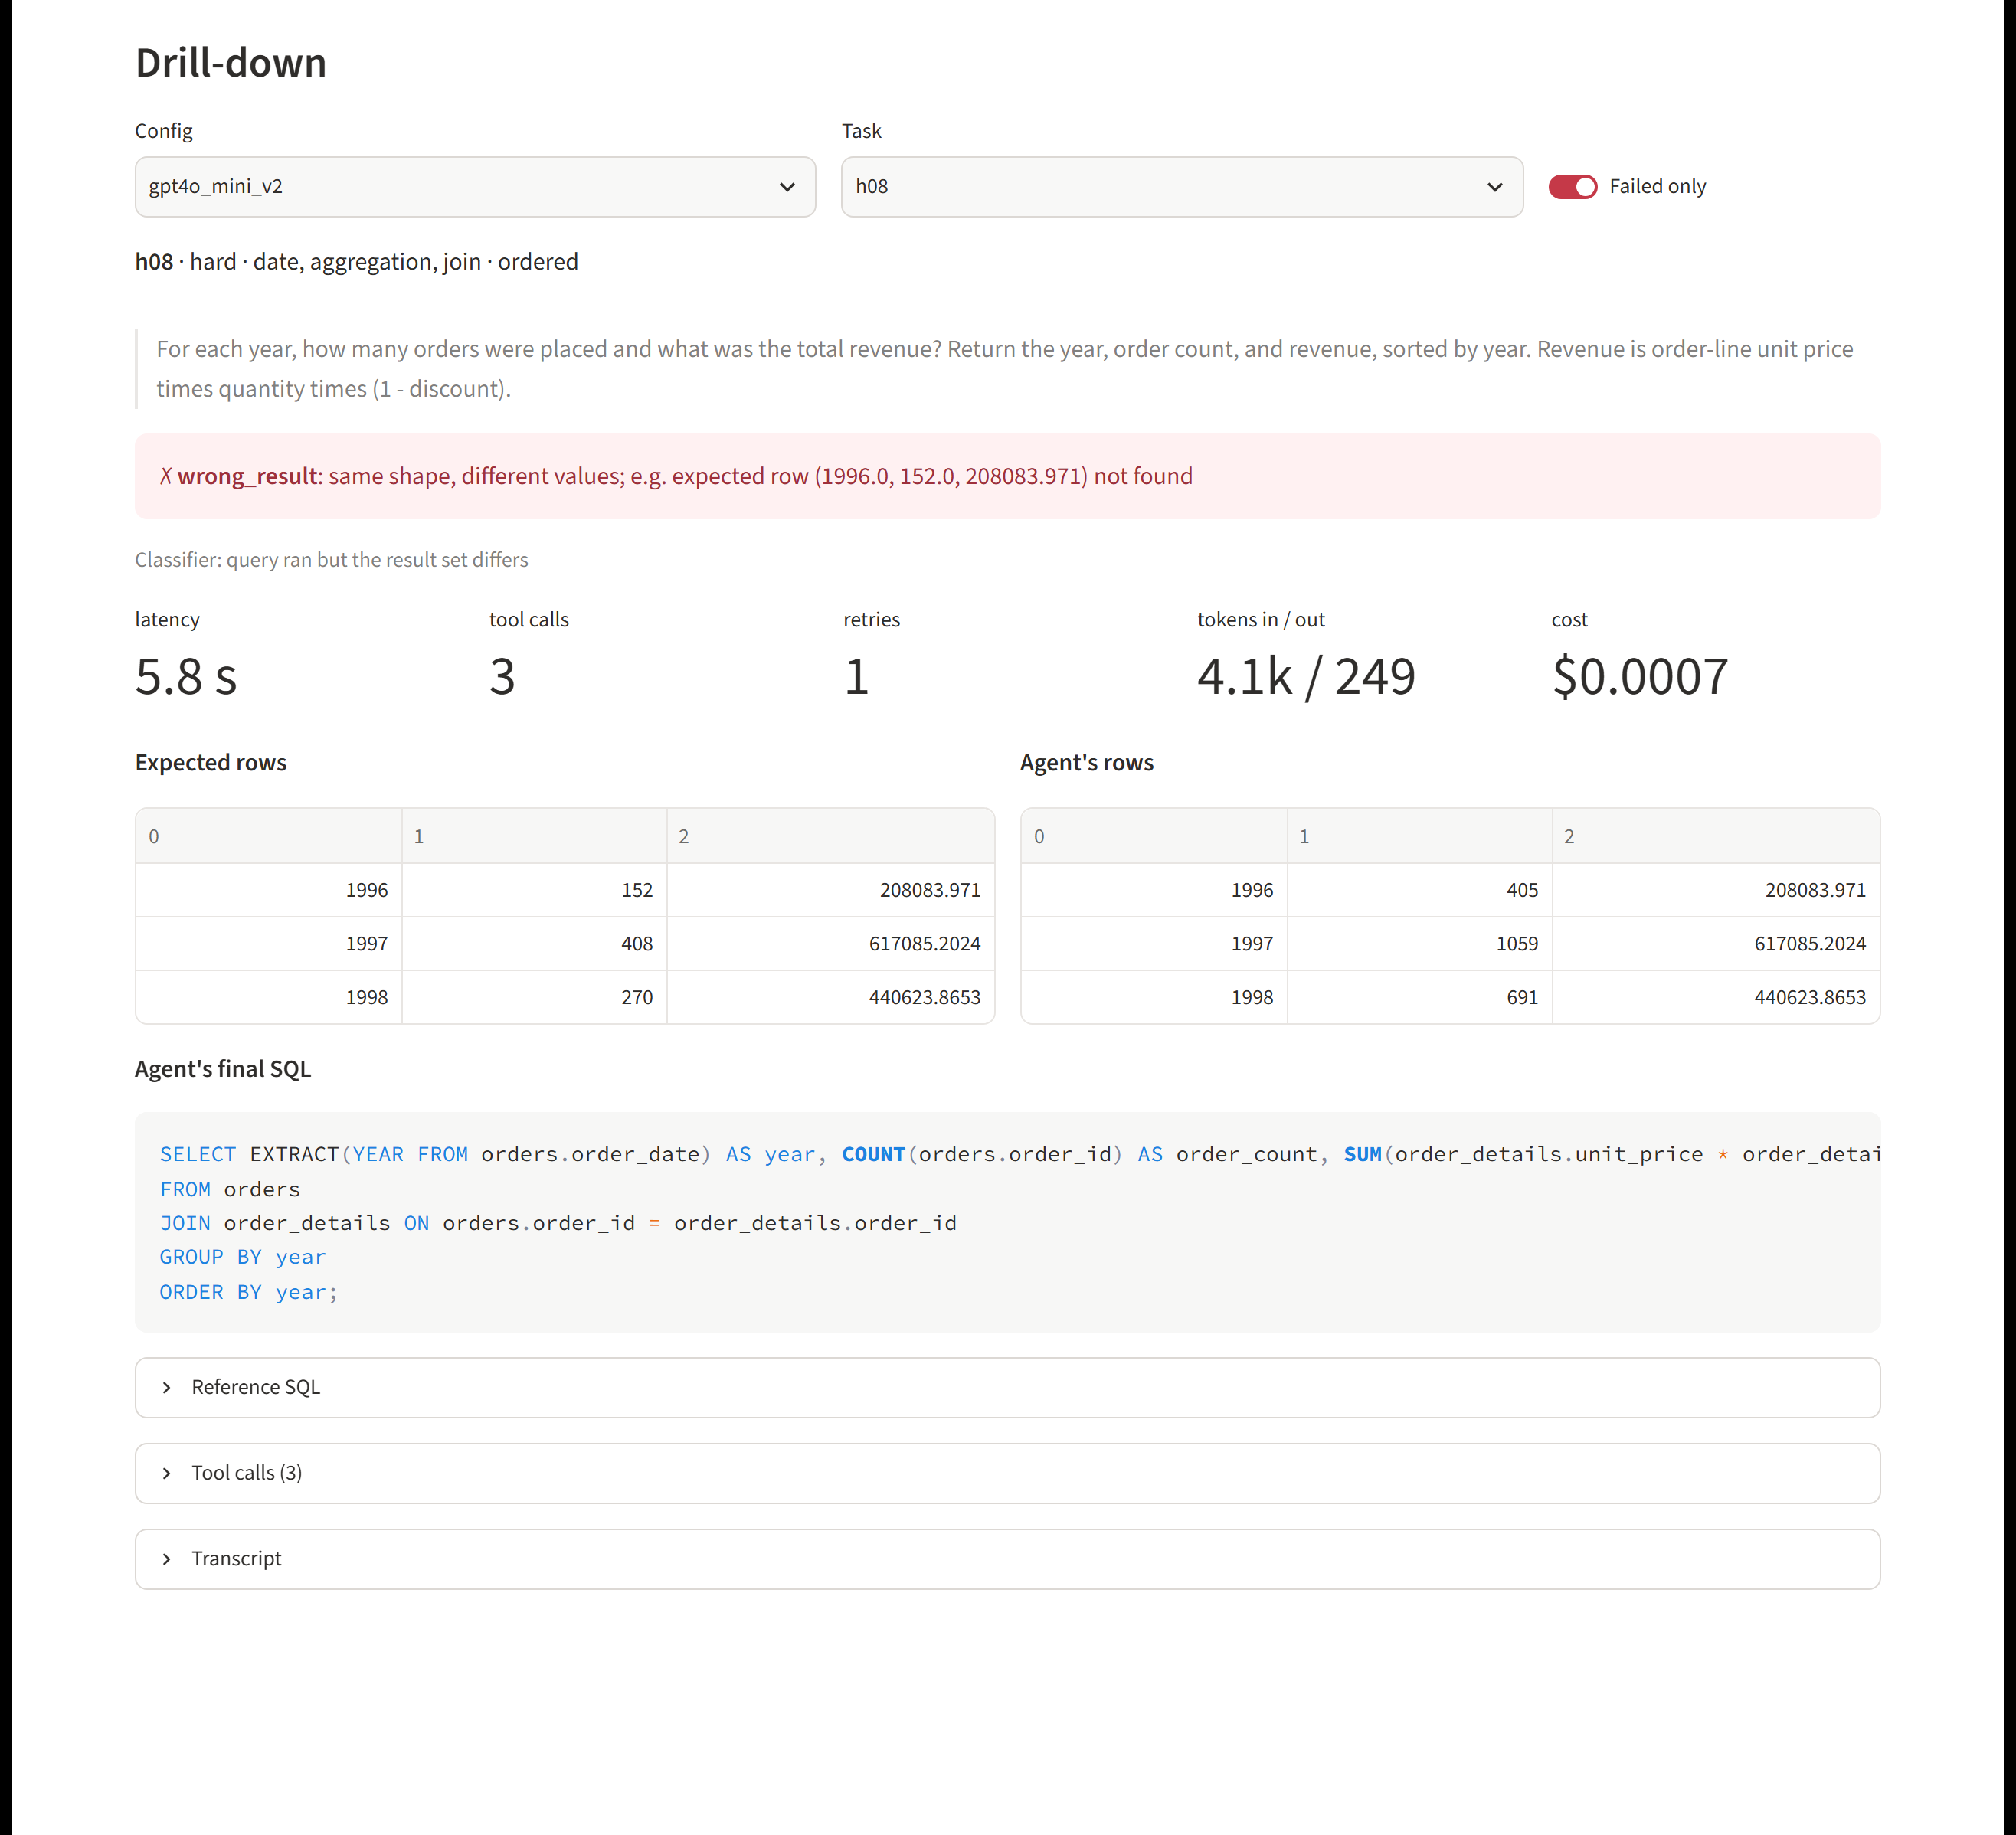 Drill-down
Config
Task
gpt4o_mini_v2
h08
Failed only
h08 · hard · date, aggregation, join · ordered
For each year, how many orders were placed and what was the total revenue? Return the year, order count, and revenue, sorted by year. Revenue is order-line unit price
times quantity times (1 - discount).
✗ wrong_result: same shape, different values; e.g. expected row (1996.0, 152.0, 208083.971) not found
Classifier: query ran but the result set differs
latency
tool calls
retries
tokens in / out
cost
5.8 s
3
1
4.1k / 249
$0.0007
Expected rows
Agent's rows
0 1 2
0 1 2
1996 152 208083.971
1996 405 208083.971
1997 408 617085.2024
1997 1059 617085.2024
1998 270 440623.8653
1998 691 440623.8653
Agent's final SQL
SELECT EXTRACT(YEAR FROM orders.order_date) AS year, COUNT(orders.order_id) AS order_count, SUM(order_details.unit_price * order_detai
FROM orders
JOIN order_details ON orders.order_id = order_details.order_id
GROUP BY year
ORDER BY year;
Reference SQL
Tool calls (3)
Transcript